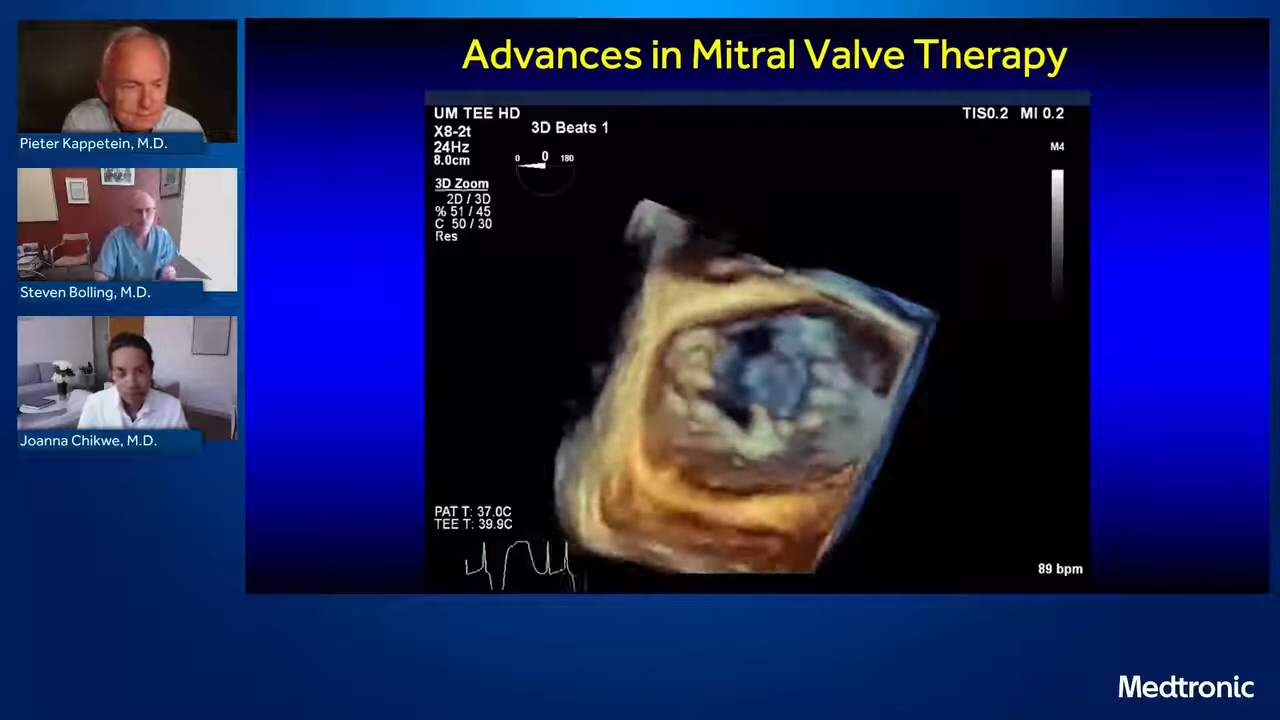 Advances in Mitral Valve Therapy
Pieter Kappetein, M.D.
Steven Bolling, M.D.
Joanna Chikwe, M.D.
UM TEE HD
X8-2t
24Hz
8.0cm
3D Beats 1
0 0 180
3D Zoom
2D / 3D
% 51 / 45
C 50 / 30
Res
TIS0.2 MI 0.2
M4
PAT T: 37.0C
TEE T: 39.9C
89 bpm
Medtronic